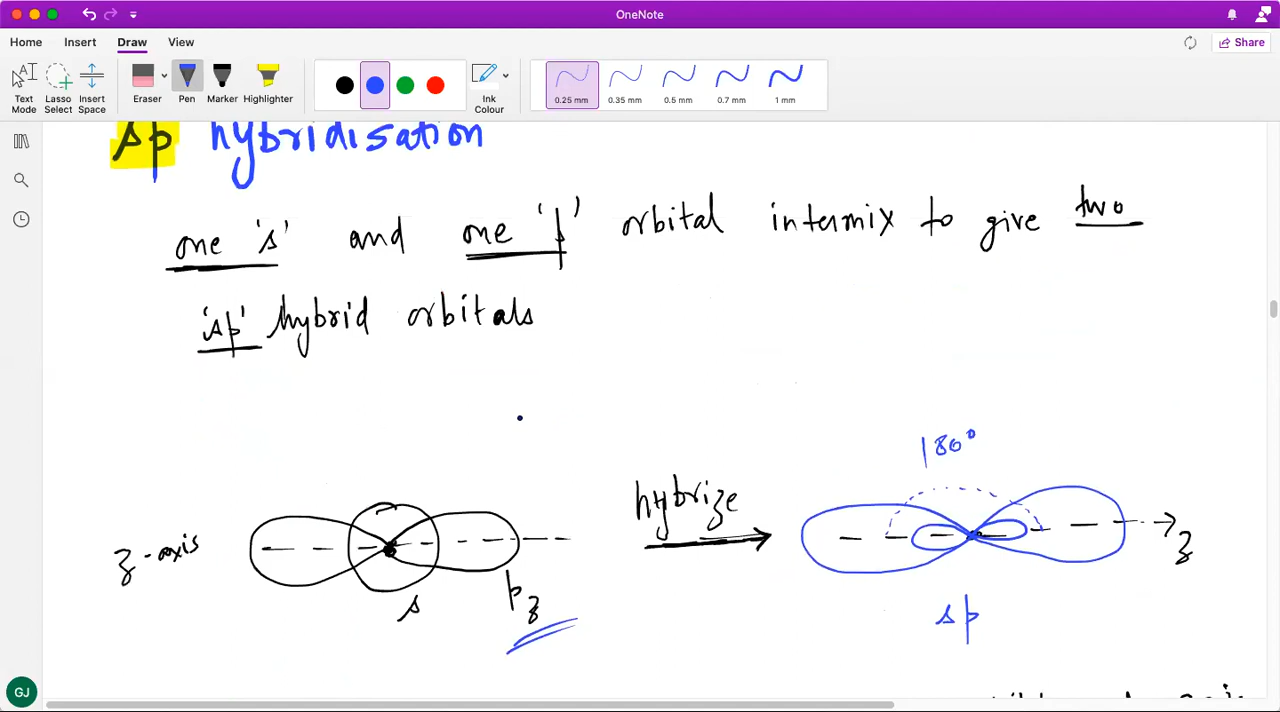 OneNote
Home Insert Draw View
Share
Text Mode
Lasso Select
Insert Space
Eraser
Pen
Marker
Highlighter
Ink Colour
0.25 mm
0.35 mm
0.5 mm
0.7 mm
1 mm
sp hybridisation
one 's' and one 'p' orbital intermix to give two
'sp' hybrid orbitals
180°
hybrize
z-axis
z
s
pz
sp
GJ